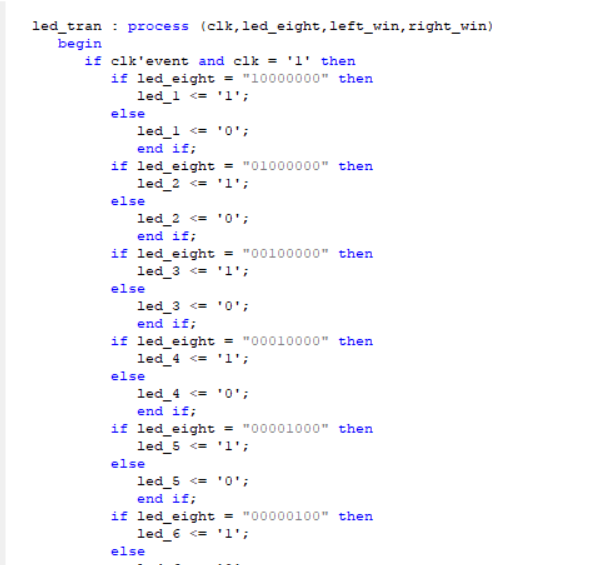 led_tran : process (clk,led_eight,left_win,right_win)
begin
if clk'event and clk = '1' then
if led_eight = "10000000" then
led_1 <= '1';
else
led_1 <= '0';
end if;
if led_eight = "01000000" then
led_2 <= '1';
else
led_2 <= '0';
end if;
if led_eight = "00100000" then
led_3 <= '1';
else
led_3 <= '0';
end if;
if led_eight = "00010000" then
led_4 <= '1';
else
led_4 <= '0';
end if;
if led_eight = "00001000" then
led_5 <= '1';
else
led_5 <= '0';
end if;
if led_eight = "00000100" then
led_6 <= '1';
else